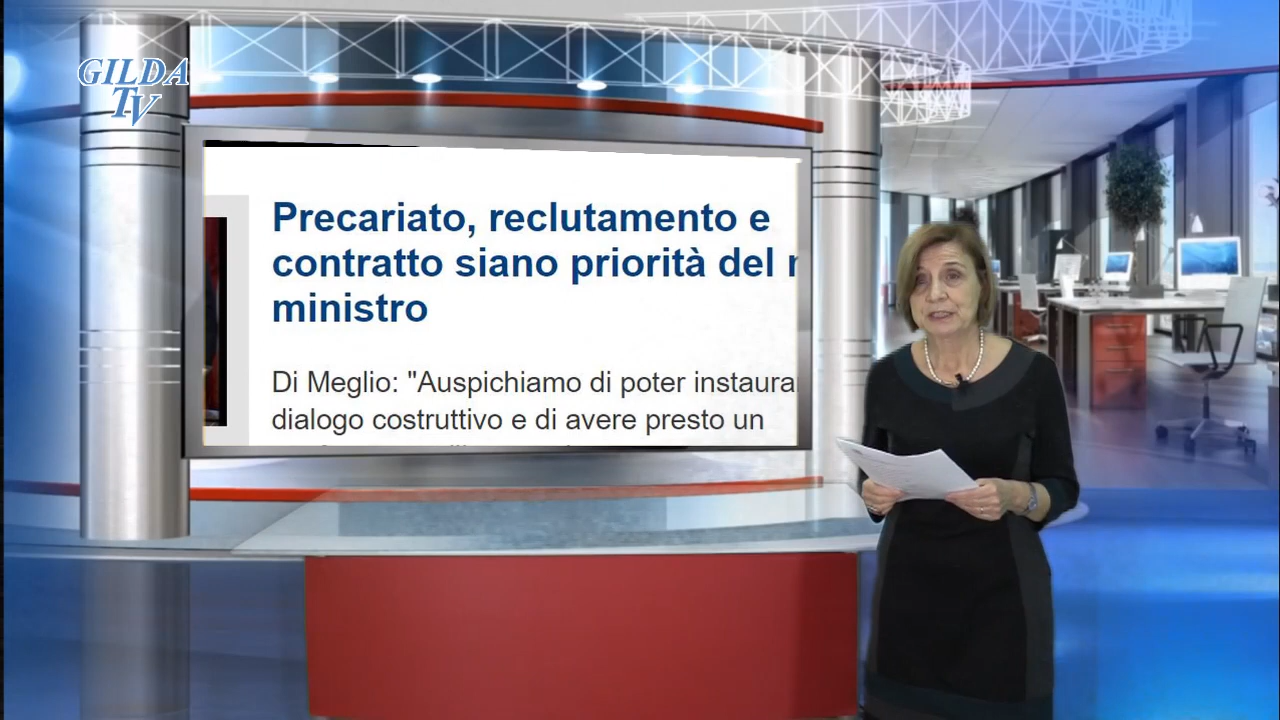 GILDA
TV
Precariato, reclutamento e
contratto siano priorità del
ministro
Di Meglio: "Auspichiamo di poter instaura
dialogo costruttivo e di avere presto un